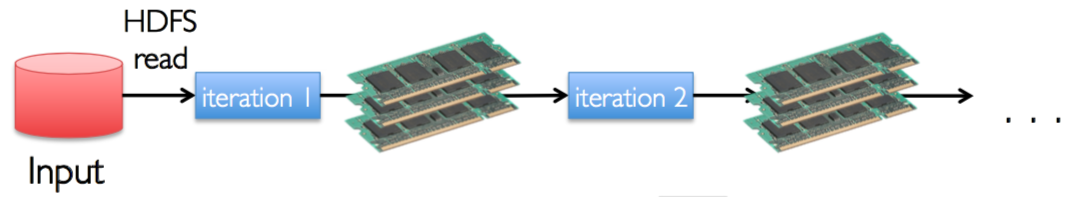 HDFS
read
iteration 1
iteration 2
. . .
Input